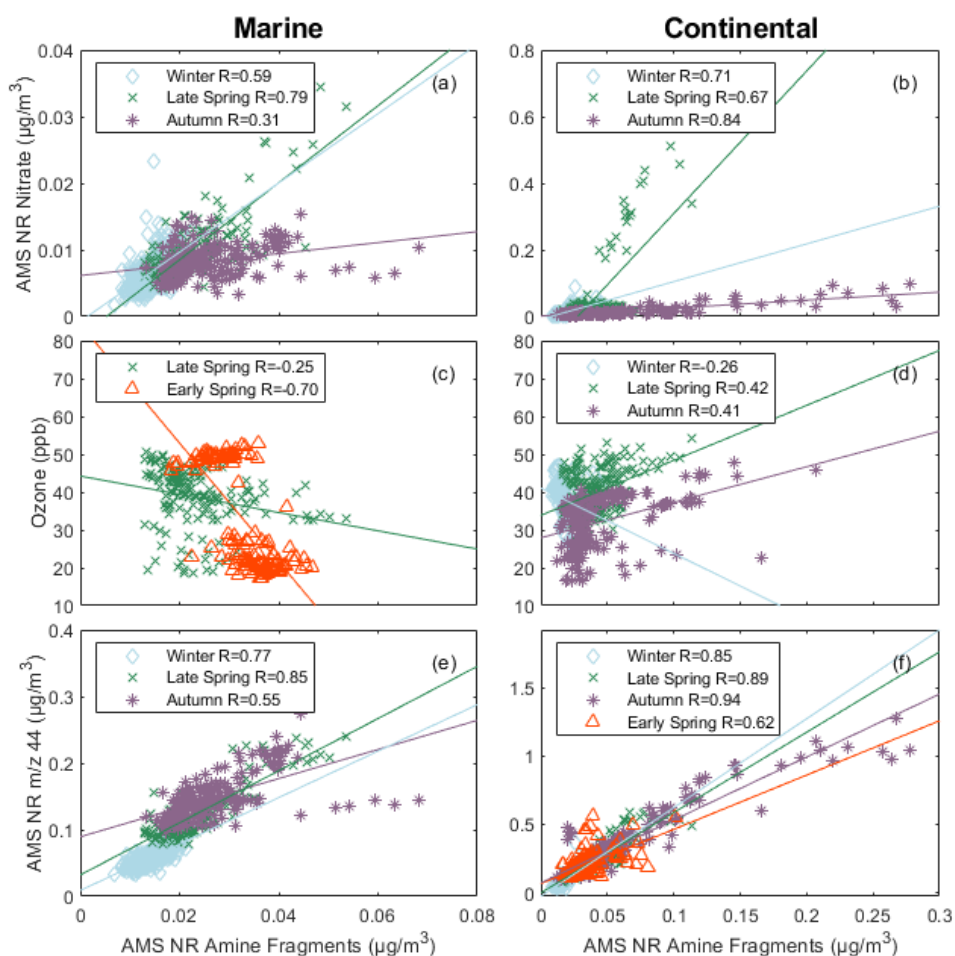 Marine
Continental
AMS NR Nitrate (μg/m³)
0.04
0.03
0.02
0.01
0
Winter R=0.59
Late Spring R=0.79
Autumn R=0.31
(a)
0.8
0.6
0.4
0.2
0
Winter R=0.71
Late Spring R=0.67
Autumn R=0.84
(b)
Ozone (ppb)
80
70
60
50
40
30
20
10
Late Spring R=-0.25
Early Spring R=-0.70
(c)
80
70
60
50
40
30
20
10
Winter R=-0.26
Late Spring R=0.42
Autumn R=0.41
(d)
AMS NR m/z 44 (μg/m³)
0.4
0.3
0.2
0.1
0
Winter R=0.77
Late Spring R=0.85
Autumn R=0.55
(e)
0 0.02 0.04 0.06 0.08
AMS NR Amine Fragments (μg/m³)
1.5
1
0.5
0
Winter R=0.85
Late Spring R=0.89
Autumn R=0.94
Early Spring R=0.62
(f)
0 0.05 0.1 0.15 0.2 0.25 0.3
AMS NR Amine Fragments (μg/m³)